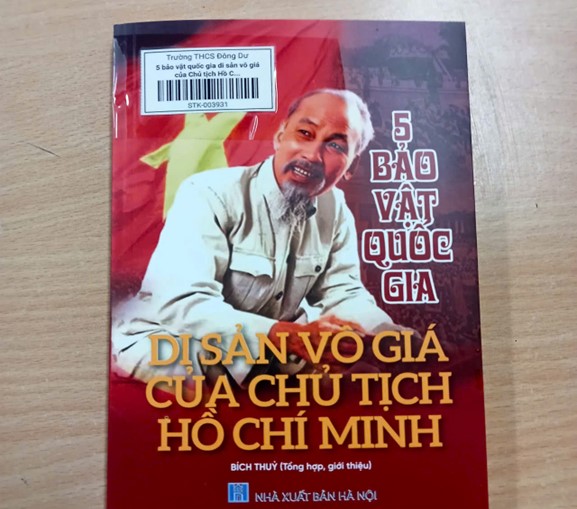 Trường THCS Đông Dư
5 bảo vật quốc gia di sản vô giá
của Chủ tịch Hồ C...
STK-003931
5
BẢO
VẬT
QUỐC
GIA
DI SẢN VÔ GIÁ
CỦA CHỦ TỊCH
HỒ CHÍ MINH
BÍCH THUỶ (Tổng hợp, giới thiệu)
NHÀ XUẤT BẢN HÀ NỘI